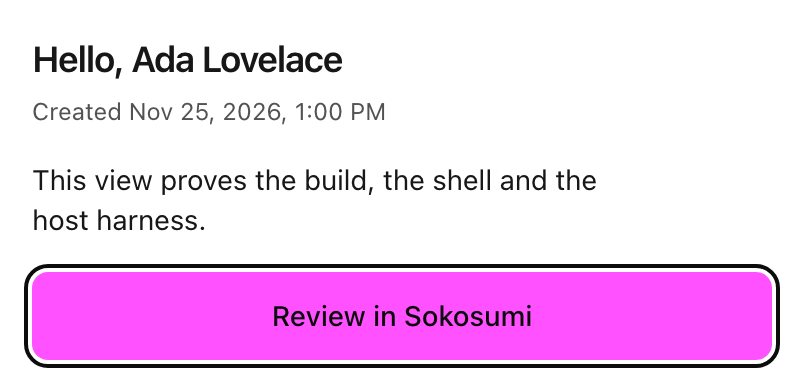 Hello, Ada Lovelace
Created Nov 25, 2026, 1:00 PM
This view proves the build, the shell and the
host harness.
Review in Sokosumi